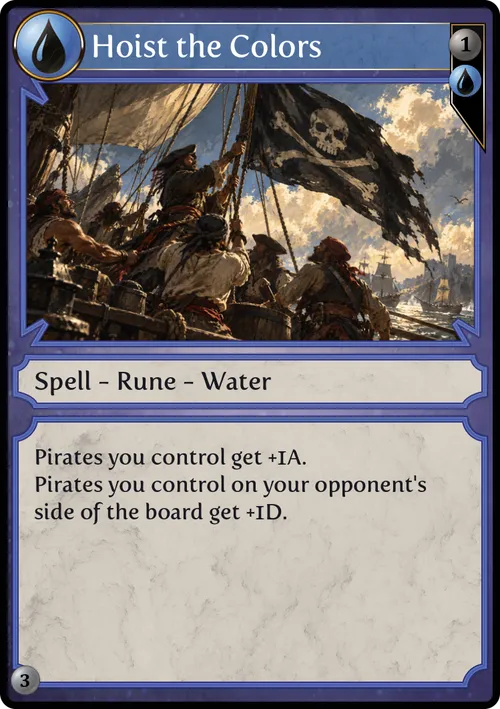 Hoist the Colors
1
Spell - Rune - Water
Pirates you control get +1A.
Pirates you control on your opponent's
side of the board get +1D.
3